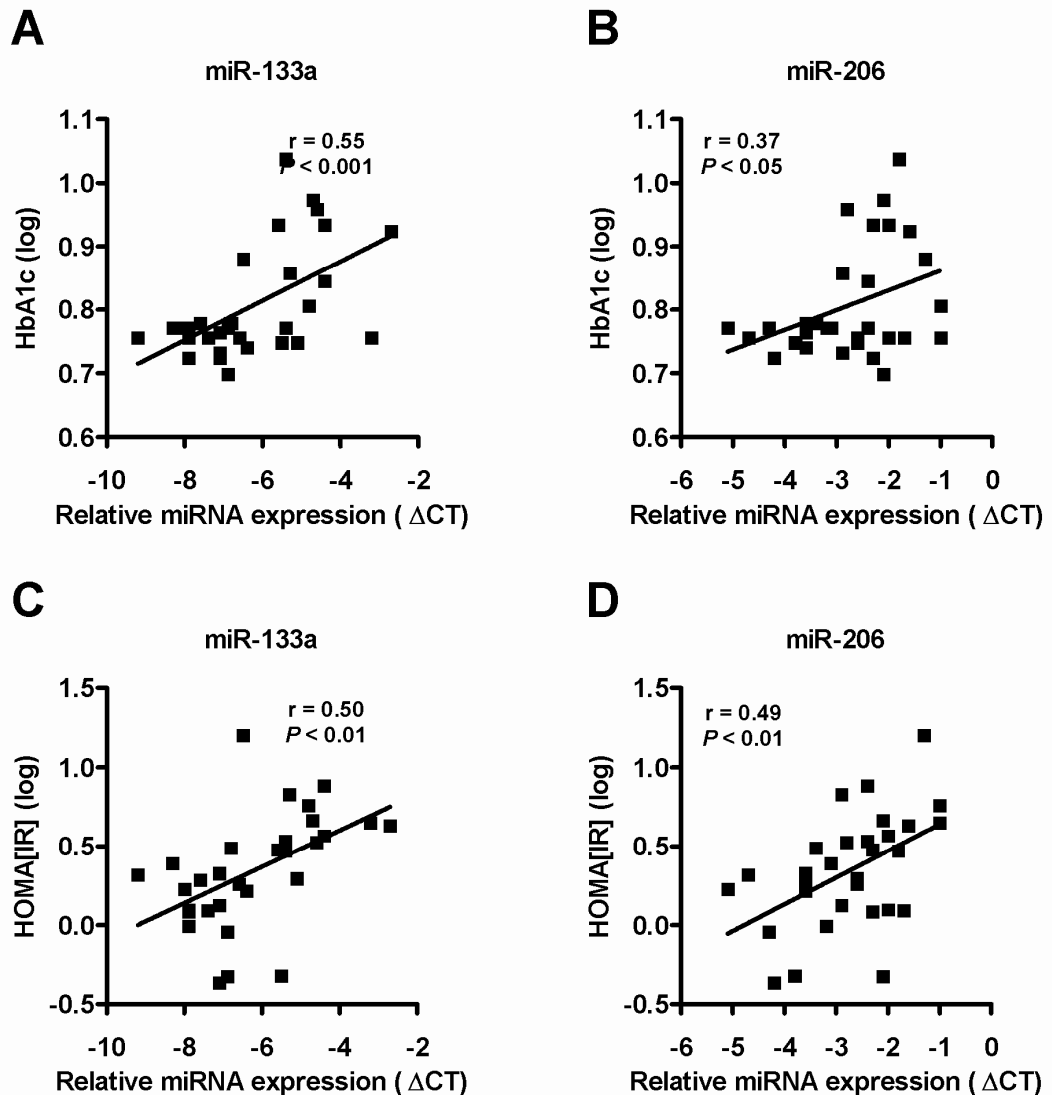 A
miR-133a
r = 0.55
P < 0.001
HbA1c (log)
1.1
1.0
0.9
0.8
0.7
0.6
-10 -8 -6 -4 -2
Relative miRNA expression ( ΔCT)
B
miR-206
r = 0.37
P < 0.05
HbA1c (log)
1.1
1.0
0.9
0.8
0.7
0.6
-6 -5 -4 -3 -2 -1 0
Relative miRNA expression ( ΔCT)
C
miR-133a
r = 0.50
P < 0.01
HOMA[IR] (log)
1.5
1.0
0.5
0.0
-0.5
-10 -8 -6 -4 -2
Relative miRNA expression ( ΔCT)
D
miR-206
r = 0.49
P < 0.01
HOMA[IR] (log)
1.5
1.0
0.5
0.0
-0.5
-6 -5 -4 -3 -2 -1 0
Relative miRNA expression ( ΔCT)